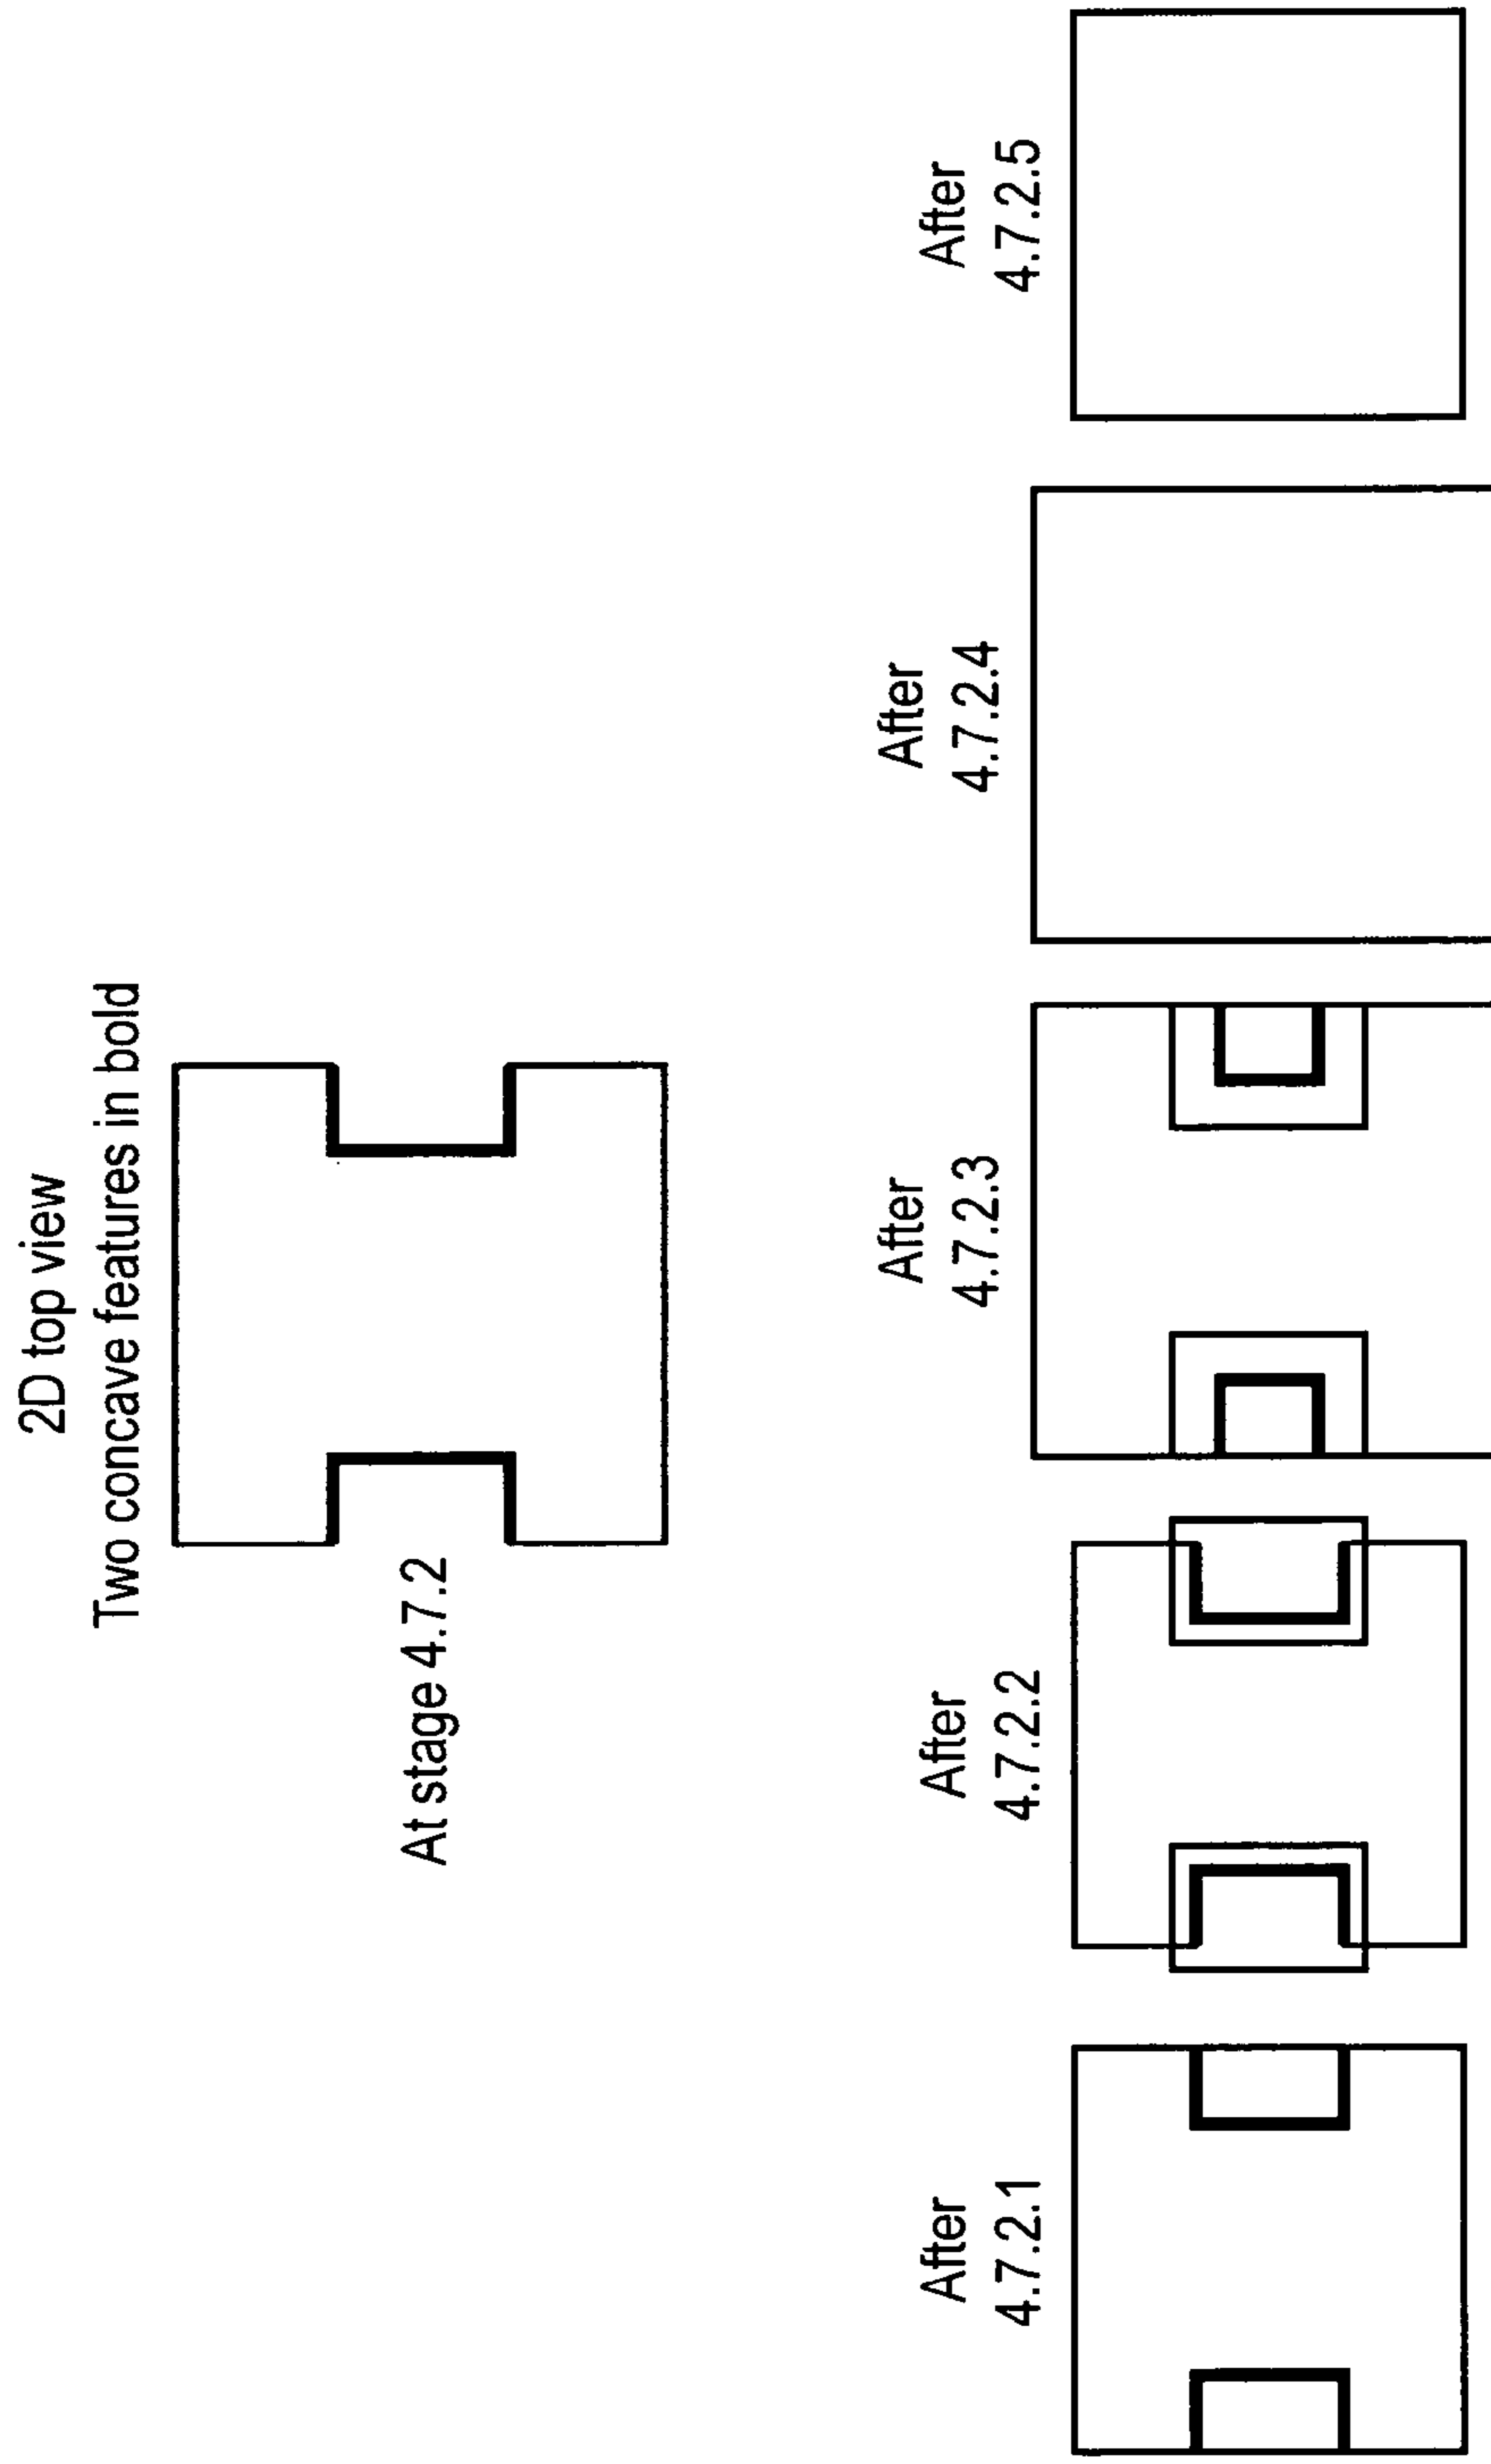 2D top view
Two concave features in bold
At stage 4.7.2
After
4.7.2.1
After
4.7.2.2
After
4.7.2.3
After
4.7.2.4
After
4.7.2.5